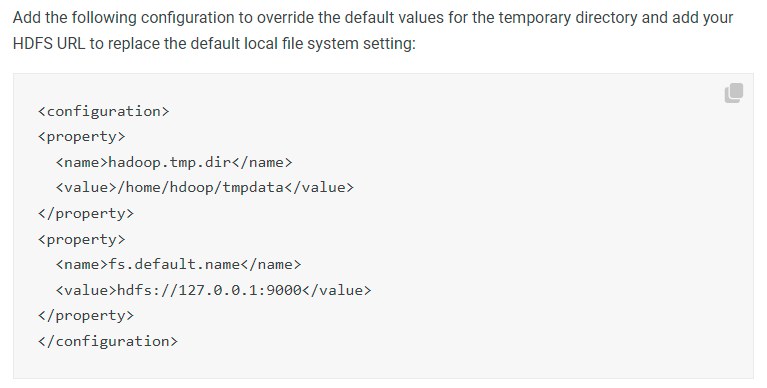 Add the following configuration to override the default values for the temporary directory and add your
HDFS URL to replace the default local file system setting:
<configuration>
<property>
  <name>hadoop.tmp.dir</name>
  <value>/home/hdoop/tmpdata</value>
</property>
<property>
  <name>fs.default.name</name>
  <value>hdfs://127.0.0.1:9000</value>
</property>
</configuration>